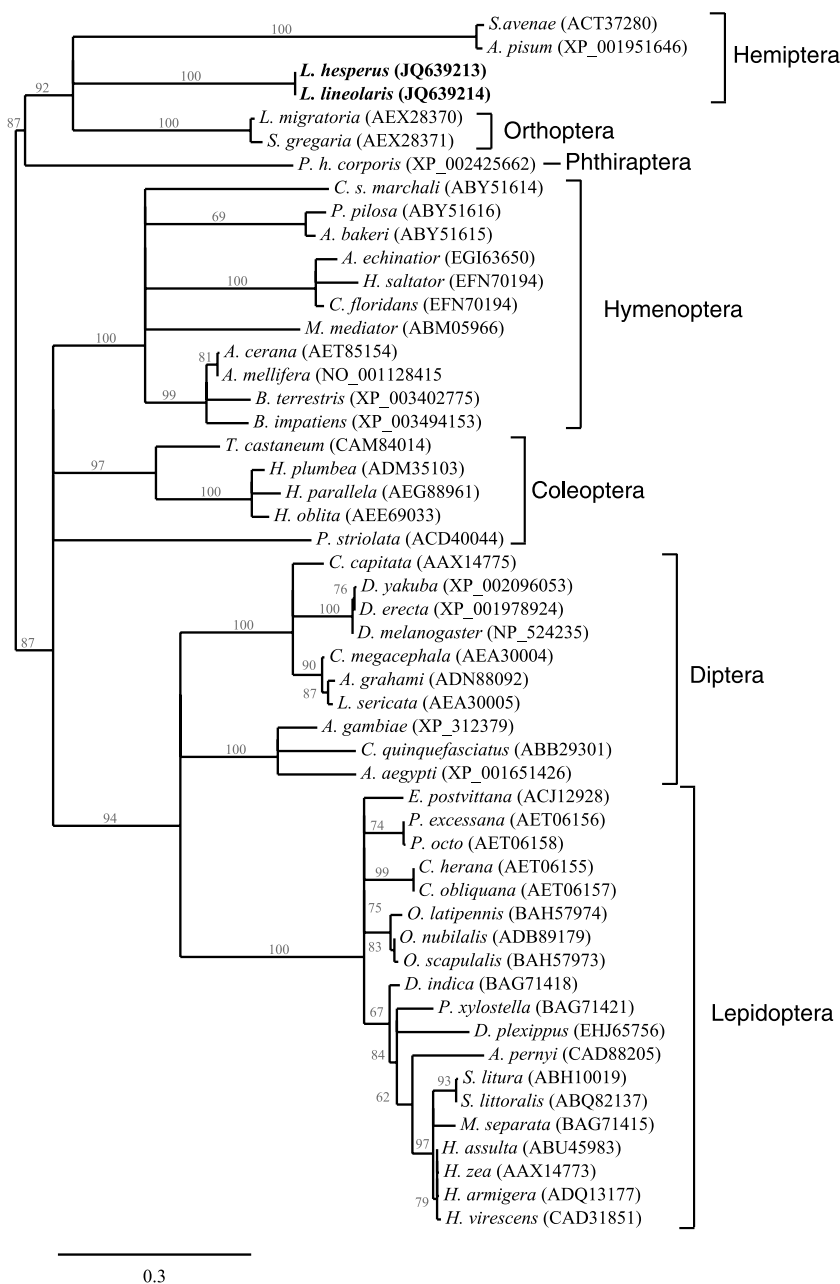 100
S.avenae (ACT37280)
A. pisum (XP_001951646)
Hemiptera
92
100
L. hesperus (JQ639213)
L. lineolaris (JQ639214)
87
100
L. migratoria (AEX28370)
S. gregaria (AEX28371)
Orthoptera
P. h. corporis (XP_002425662)
Phthiraptera
C. s. marchali (ABY51614)
69
P. pilosa (ABY51616)
A. bakeri (ABY51615)
A. echinatior (EGI63650)
100
H. saltator (EFN70194)
C. floridans (EFN70194)
Hymenoptera
M. mediator (ABM05966)
100
81
A. cerana (AET85154)
A. mellifera (NO_001128415
99
B. terrestris (XP_003402775)
B. impatiens (XP_003494153)
T. castaneum (CAM84014)
97
H. plumbea (ADM35103)
100
H. parallela (AEG88961)
H. oblita (AEE69033)
Coleoptera
P. striolata (ACD40044)
C. capitata (AAX14775)
76
D. yakuba (XP_002096053)
100
D. erecta (XP_001978924)
100
D. melanogaster (NP_524235)
87
90
C. megacephala (AEA30004)
87
A. grahami (ADN88092)
L. sericata (AEA30005)
Diptera
A. gambiae (XP_312379)
100
C. quinquefasciatus (ABB29301)
A. aegypti (XP_001651426)
94
E. postvittana (ACJ12928)
74
P. excessana (AET06156)
P. octo (AET06158)
99
C. herana (AET06155)
C. obliquana (AET06157)
75
O. latipennis (BAH57974)
83
O. nubilalis (ADB89179)
100
O. scapulalis (BAH57973)
D. indica (BAG71418)
67
P. xylostella (BAG71421)
Lepidoptera
D. plexippus (EHJ65756)
84
A. pernyi (CAD88205)
93
S. litura (ABH10019)
62
S. littoralis (ABQ82137)
M. separata (BAG71415)
97
H. assulta (ABU45983)
H. zea (AAX14773)
79
H. armigera (ADQ13177)
H. virescens (CAD31851)
0.3